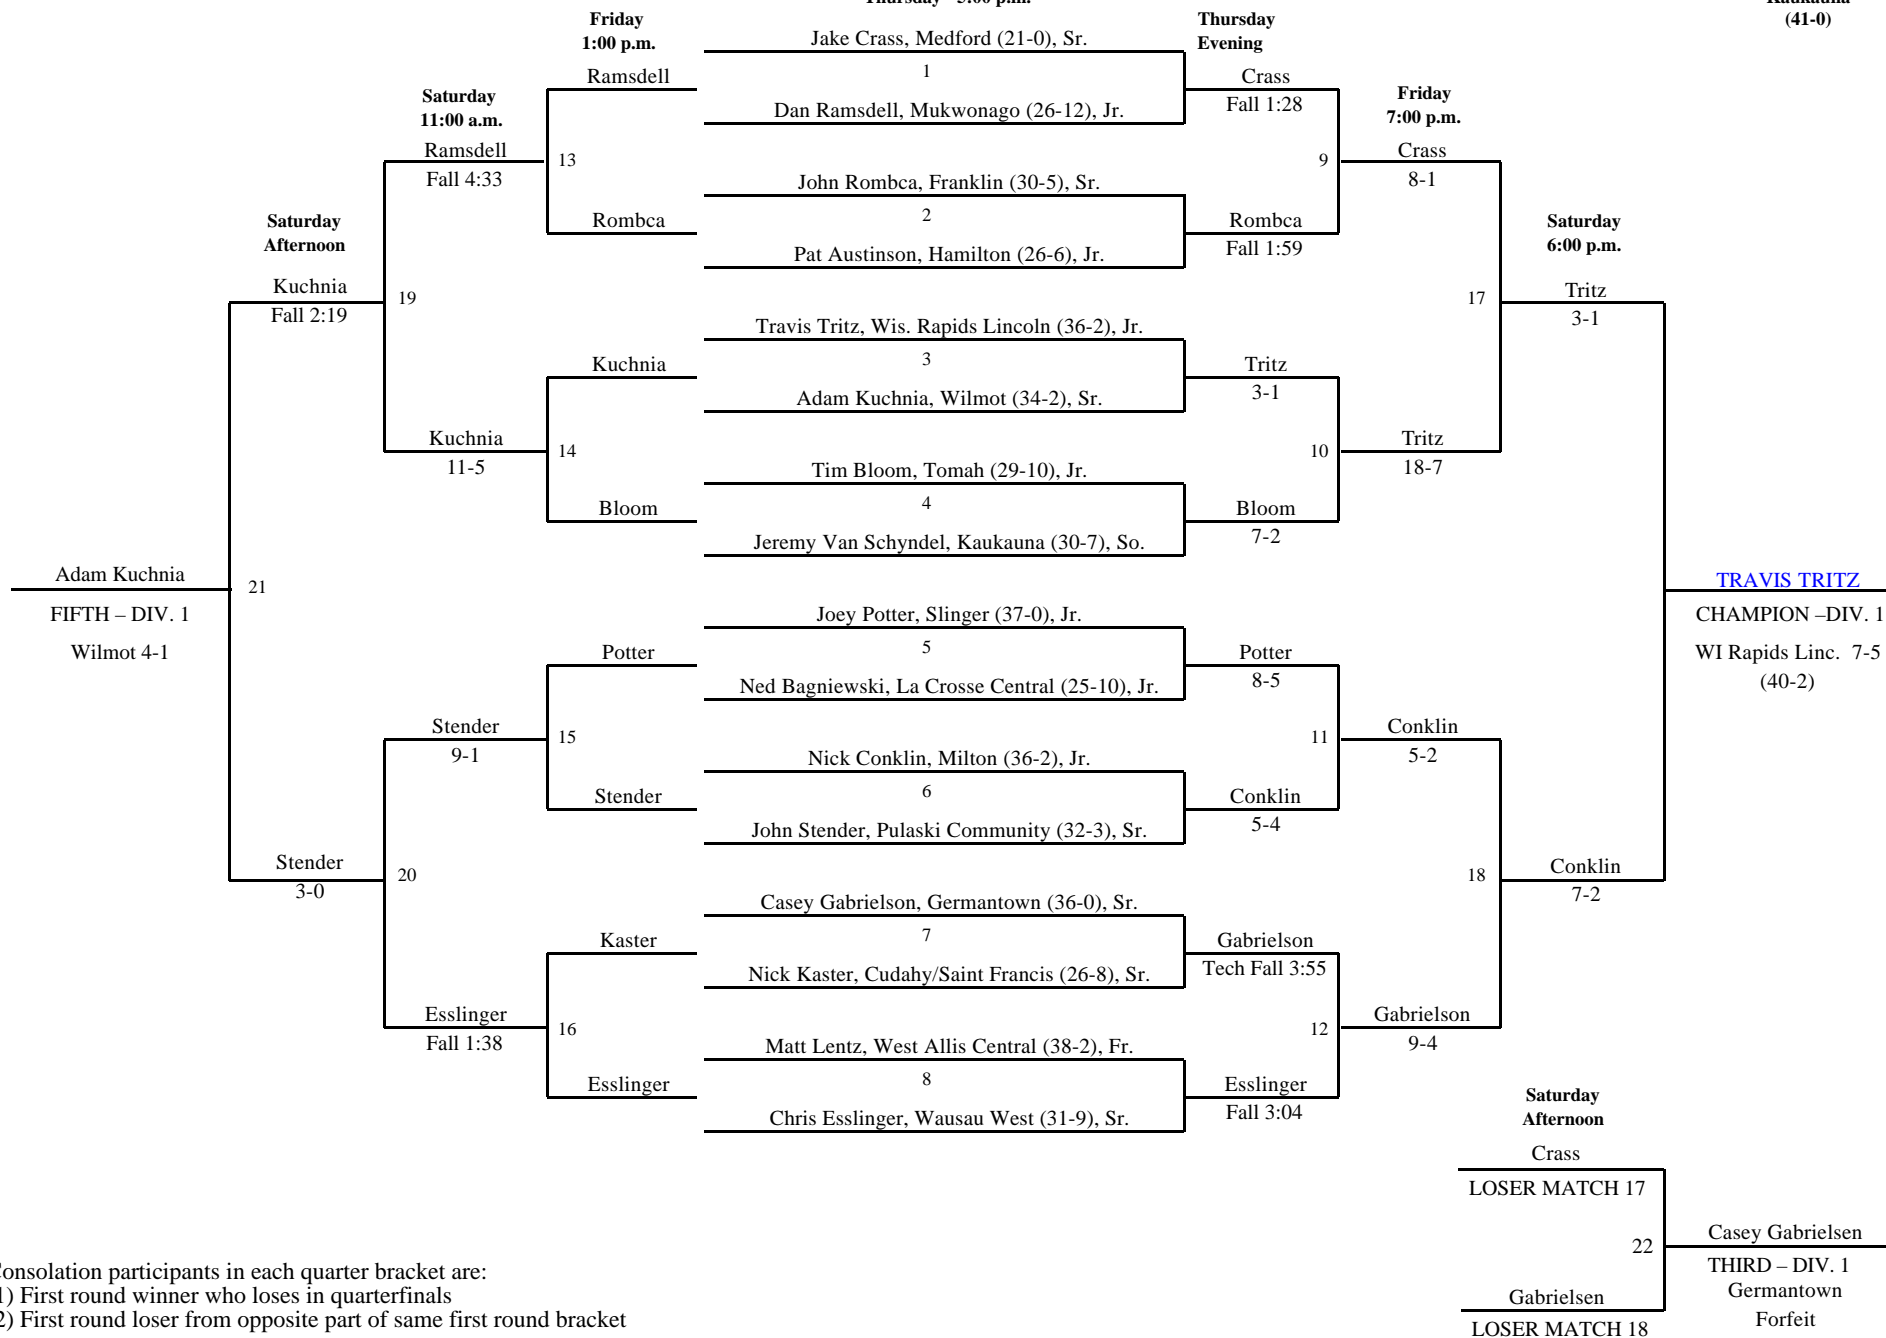 Friday
1:00 p.m.
Thursday
Evening
(41-0)
Jake Crass, Medford (21-0), Sr.
Ramsdell
1
Crass
Fall 1:28
Saturday
11:00 a.m.
Dan Ramsdell, Mukwonago (26-12), Jr.
Friday
7:00 p.m.
Ramsdell
Fall 4:33
13
9
Crass
8-1
John Rombca, Franklin (30-5), Sr.
Saturday
Afternoon
Rombca
2
Rombca
Fall 1:59
Saturday
6:00 p.m.
Pat Austinson, Hamilton (26-6), Jr.
Kuchnia
Fall 2:19
19
17
Tritz
3-1
Travis Tritz, Wis. Rapids Lincoln (36-2), Jr.
Kuchnia
3
Tritz
3-1
Adam Kuchnia, Wilmot (34-2), Sr.
Kuchnia
11-5
14
10
Tritz
18-7
Tim Bloom, Tomah (29-10), Jr.
Bloom
4
Bloom
7-2
Jeremy Van Schyndel, Kaukauna (30-7), So.
Adam Kuchnia
FIFTH – DIV. 1
Wilmot 4-1
21
TRAVIS TRITZ
CHAMPION –DIV. 1
WI Rapids Linc. 7-5
(40-2)
Joey Potter, Slinger (37-0), Jr.
Potter
5
Potter
8-5
Ned Bagniewski, La Crosse Central (25-10), Jr.
Stender
9-1
15
11
Conklin
5-2
Nick Conklin, Milton (36-2), Jr.
Stender
6
Conklin
5-4
John Stender, Pulaski Community (32-3), Sr.
Stender
3-0
20
18
Conklin
7-2
Casey Gabrielson, Germantown (36-0), Sr.
Kaster
7
Gabrielson
Tech Fall 3:55
Nick Kaster, Cudahy/Saint Francis (26-8), Sr.
Esslinger
Fall 1:38
16
12
Gabrielson
9-4
Matt Lentz, West Allis Central (38-2), Fr.
Esslinger
8
Esslinger
Fall 3:04
Chris Esslinger, Wausau West (31-9), Sr.
Saturday
Afternoon
Crass
LOSER MATCH 17
22
Casey Gabrielsen
THIRD – DIV. 1
Germantown
Forfeit
Gabrielsen
LOSER MATCH 18
onsolation participants in each quarter bracket are:
) First round winner who loses in quarterfinals
2) First round loser from opposite part of same first round bracket